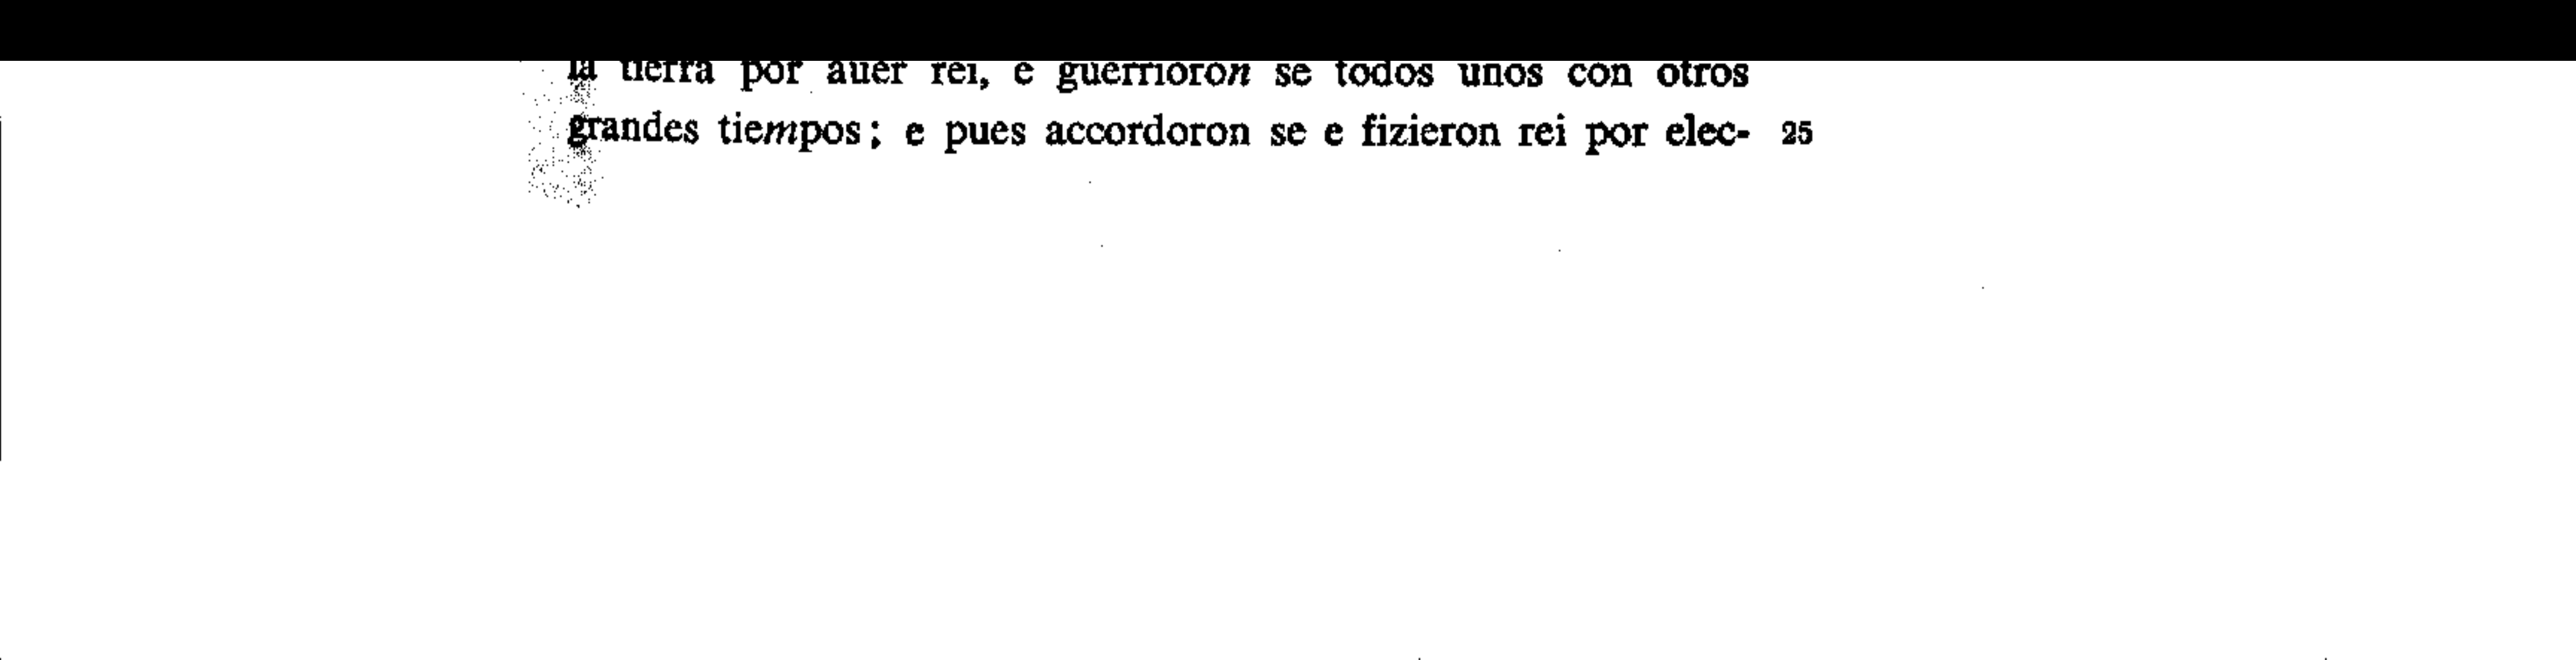 la tierra por auer rei, e guerrioron se todos unos con otros
grandes tiempos; e pues accordoron se e fizieron rei por elec- 25